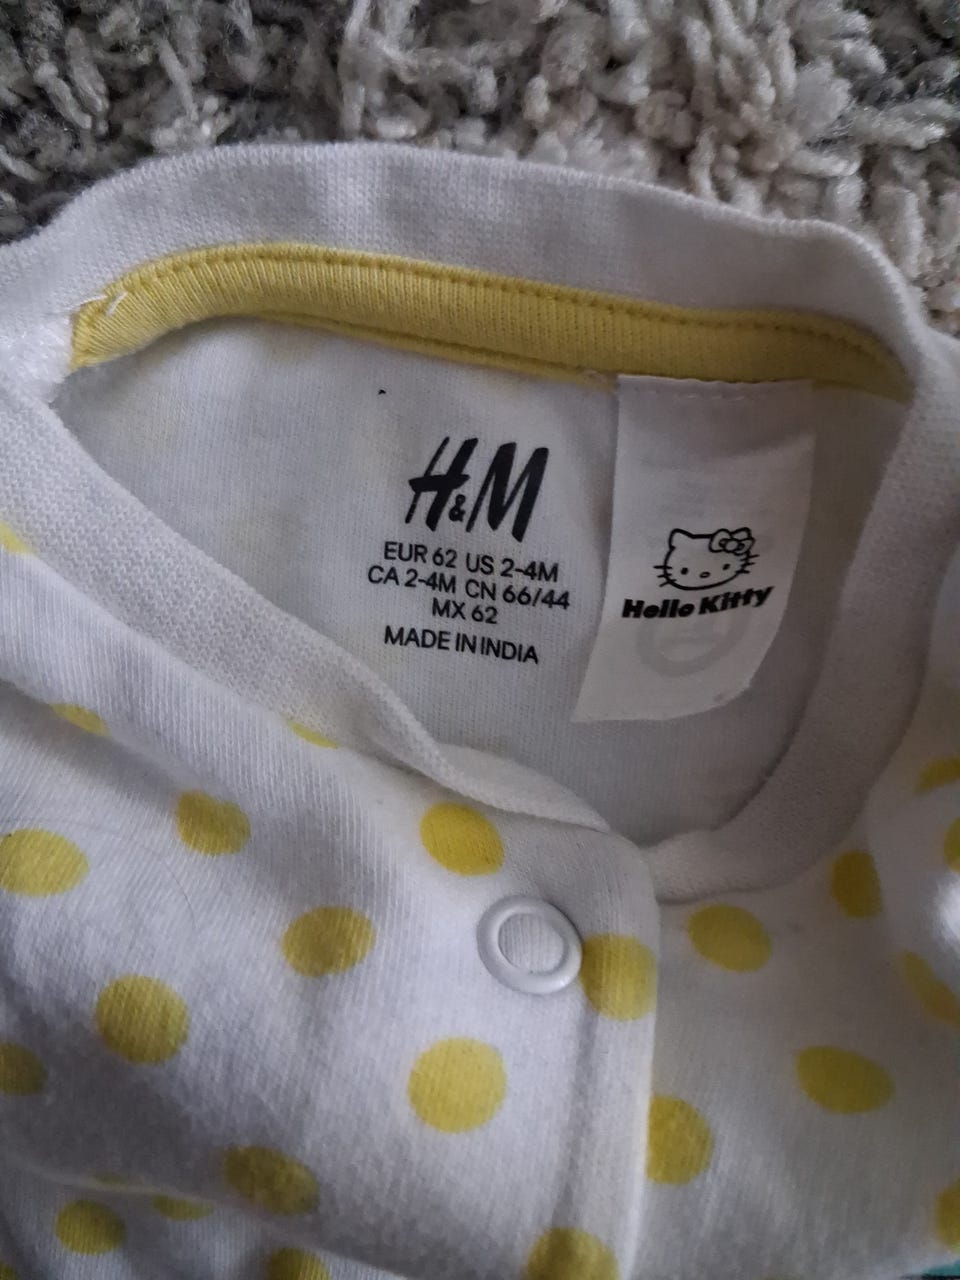 H&M
EUR 62 US 2-4M
CA 2-4M CN 66/44
MX 62
MADE IN INDIA
Hello Kitty